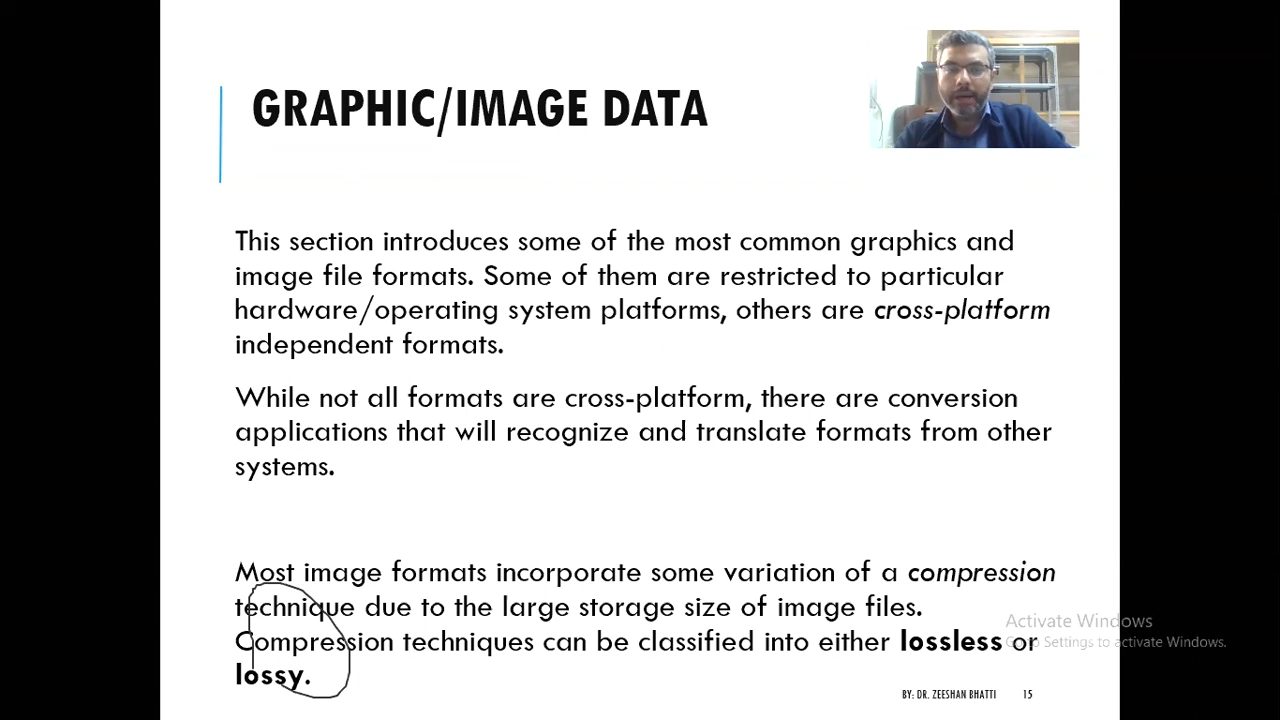 GRAPHIC/IMAGE DATA
This section introduces some of the most common graphics and
image file formats. Some of them are restricted to particular
hardware/operating system platforms, others are cross-platform
independent formats.
While not all formats are cross-platform, there are conversion
applications that will recognize and translate formats from other
systems.
Most image formats incorporate some variation of a compression
technique due to the large storage size of image files.
Compression techniques can be classified into either lossless or
lossy.
Activate Windows
Go to Settings to activate Windows.
BY: DR. ZEESHAN BHATTI 15